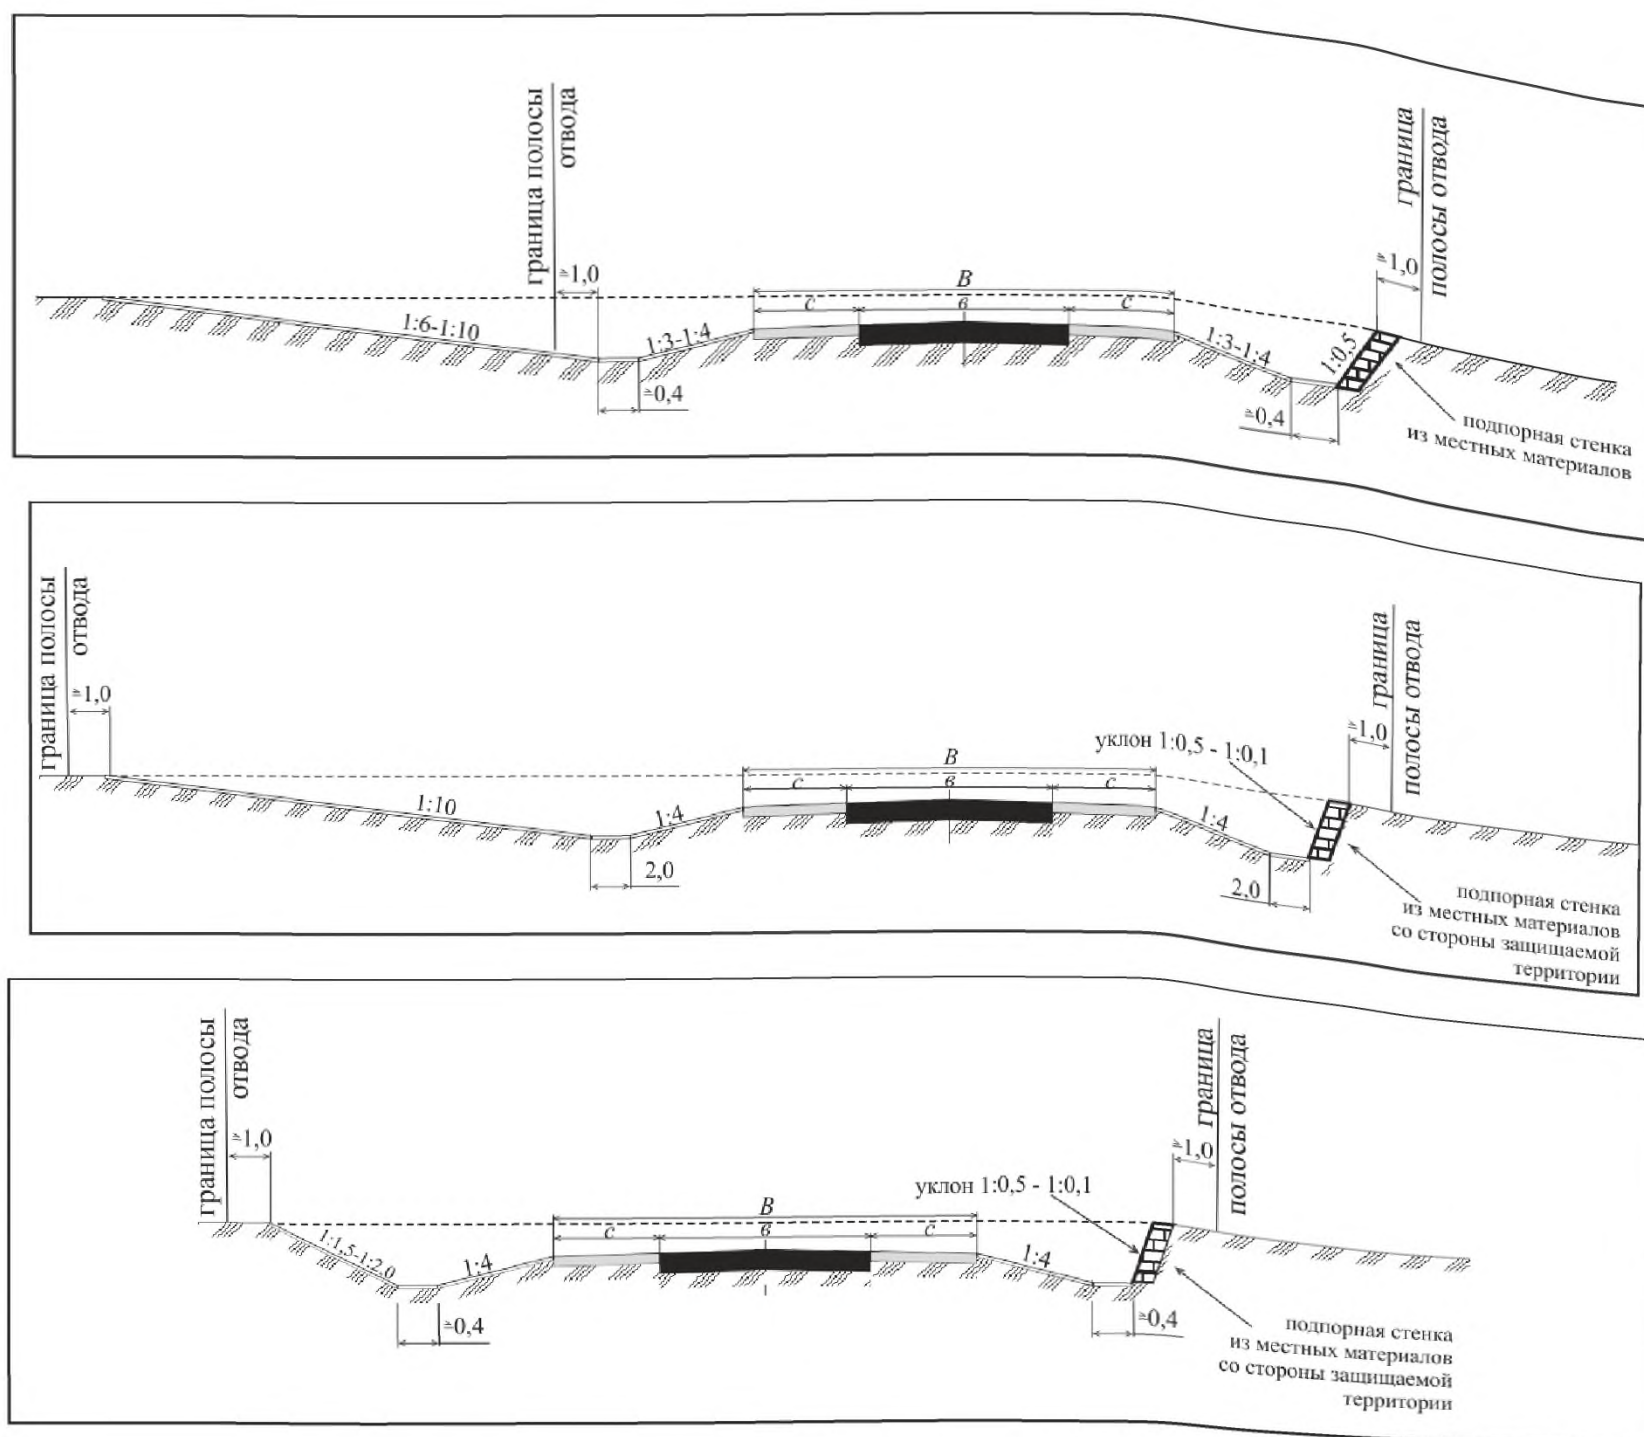 граница полосы
отвода
≥1,0
1:6-1:10
1:3-1:4
≥0,4
В
с
в
с
1:3-1:4
≥0,4
1:0,5
≥1,0
граница
полосы отвода
подпорная стенка
из местных материалов
граница полосы
отвода
≥1,0
1:10
1:4
2,0
В
с
в
с
уклон 1:0,5 - 1:0,1
1:4
2,0
≥1,0
граница
полосы отвода
подпорная стенка
из местных материалов
со стороны защищаемой
территории
граница полосы
отвода
≥1,0
1:1,5-1:2,0
1:4
≥0,4
В
с
в
с
уклон 1:0,5 - 1:0,1
1:4
≥0,4
≥1,0
граница
полосы отвода
подпорная стенка
из местных материалов
со стороны защищаемой
территории